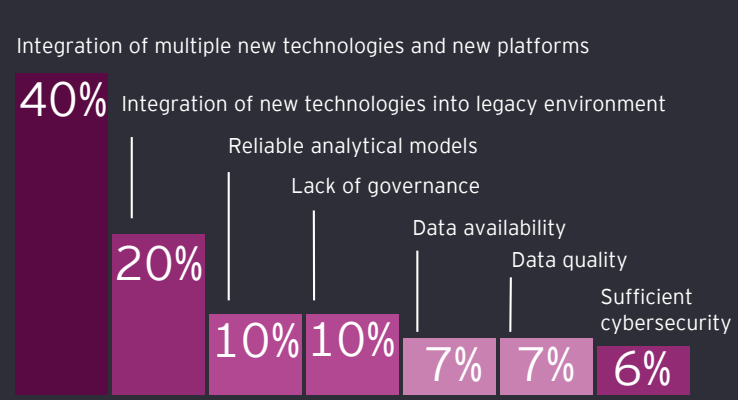 Integration of multiple new technologies and new platforms
40%
Integration of new technologies into legacy environment
20%
Reliable analytical models
10%
Lack of governance
10%
Data availability
7%
Data quality
7%
Sufficient
cybersecurity
6%